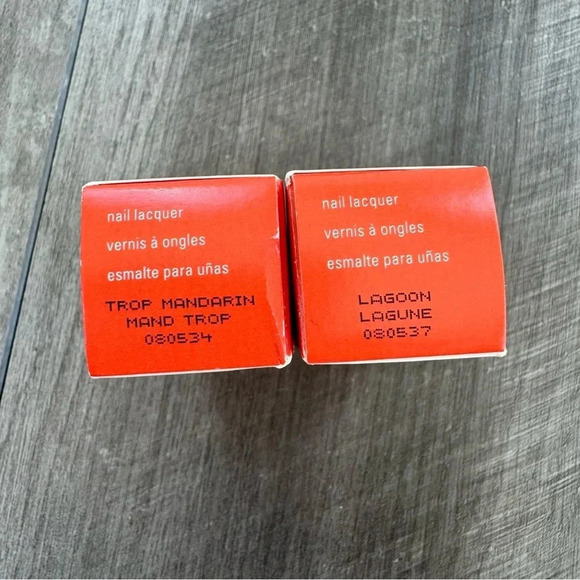 nail lacquer
vernis à ongles
esmalte para uñas
TROP MANDARIN
MAND TROP
080534
nail lacquer
vernis à ongles
esmalte para uñas
LAGOON
LAGUNE
080537